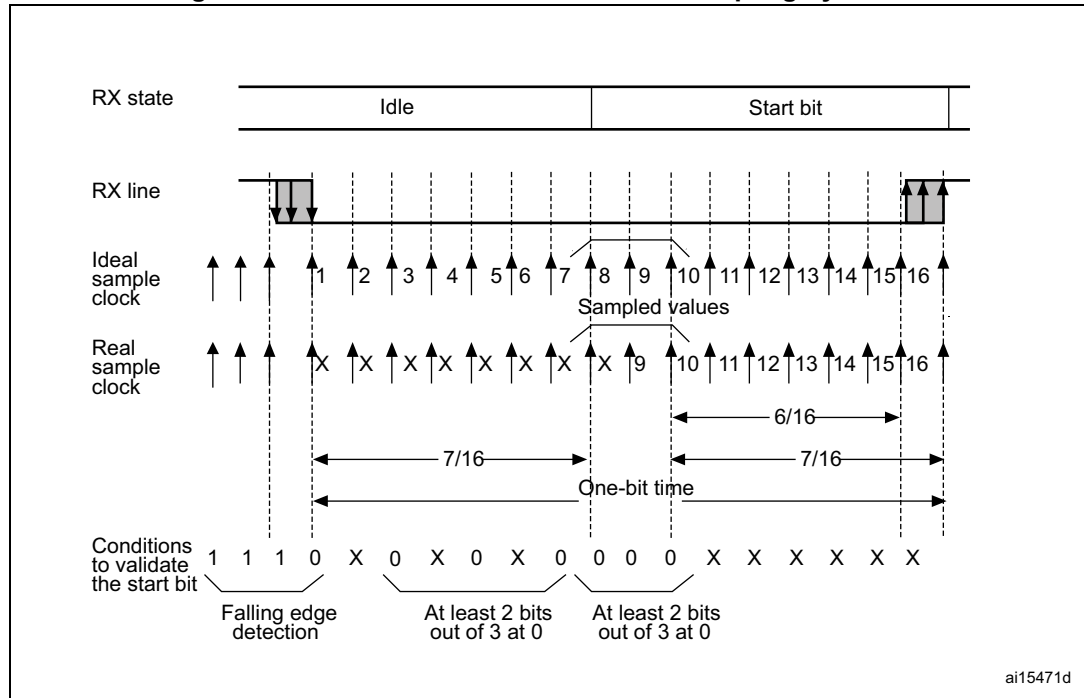 RX state
Idle
Start bit
RX line
Ideal
sample
clock
1 2 3 4 5 6 7 8 9 10 11 12 13 14 15 16
Sampled values
Real
sample
clock
X X X X X X X X 9 10 11 12 13 14 15 16
6/16
7/16
7/16
One-bit time
Conditions
to validate
the start bit
1 1 1 0 X 0 X 0 X 0 0 0 0 X X X X X X
Falling edge
detection
At least 2 bits
out of 3 at 0
At least 2 bits
out of 3 at 0
ai15471d